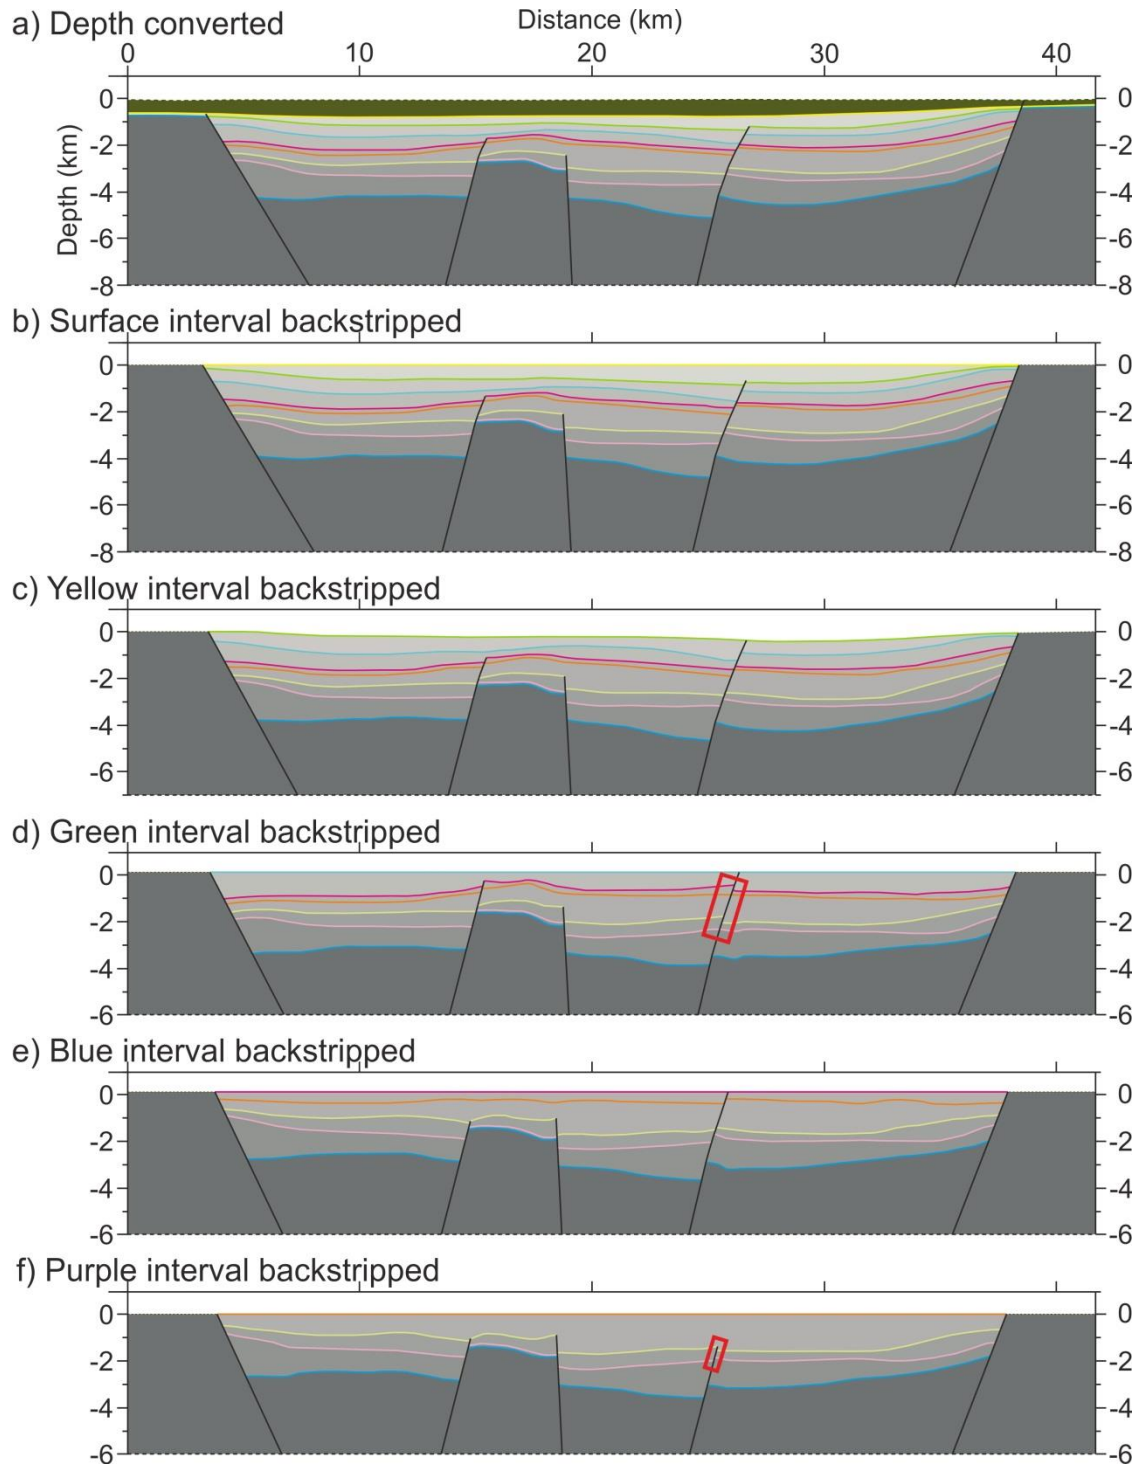 a) Depth converted
Distance (km)
0 10 20 30 40
Depth (km)
0 0
-2 -2
-4 -4
-6 -6
-8 -8
b) Surface interval backstripped
0 0
-2 -2
-4 -4
-6 -6
-8 -8
c) Yellow interval backstripped
0 0
-2 -2
-4 -4
-6 -6
d) Green interval backstripped
0 0
-2 -2
-4 -4
-6 -6
e) Blue interval backstripped
0 0
-2 -2
-4 -4
-6 -6
f) Purple interval backstripped
0 0
-2 -2
-4 -4
-6 -6